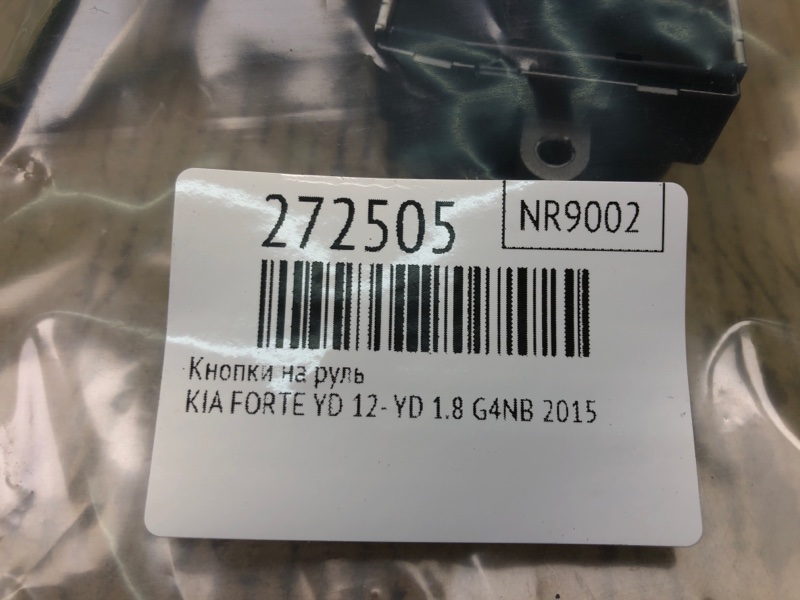 272505
NR9002
Кнопки на руль
KIA FORTE YD 12- YD 1.8 G4NB 2015